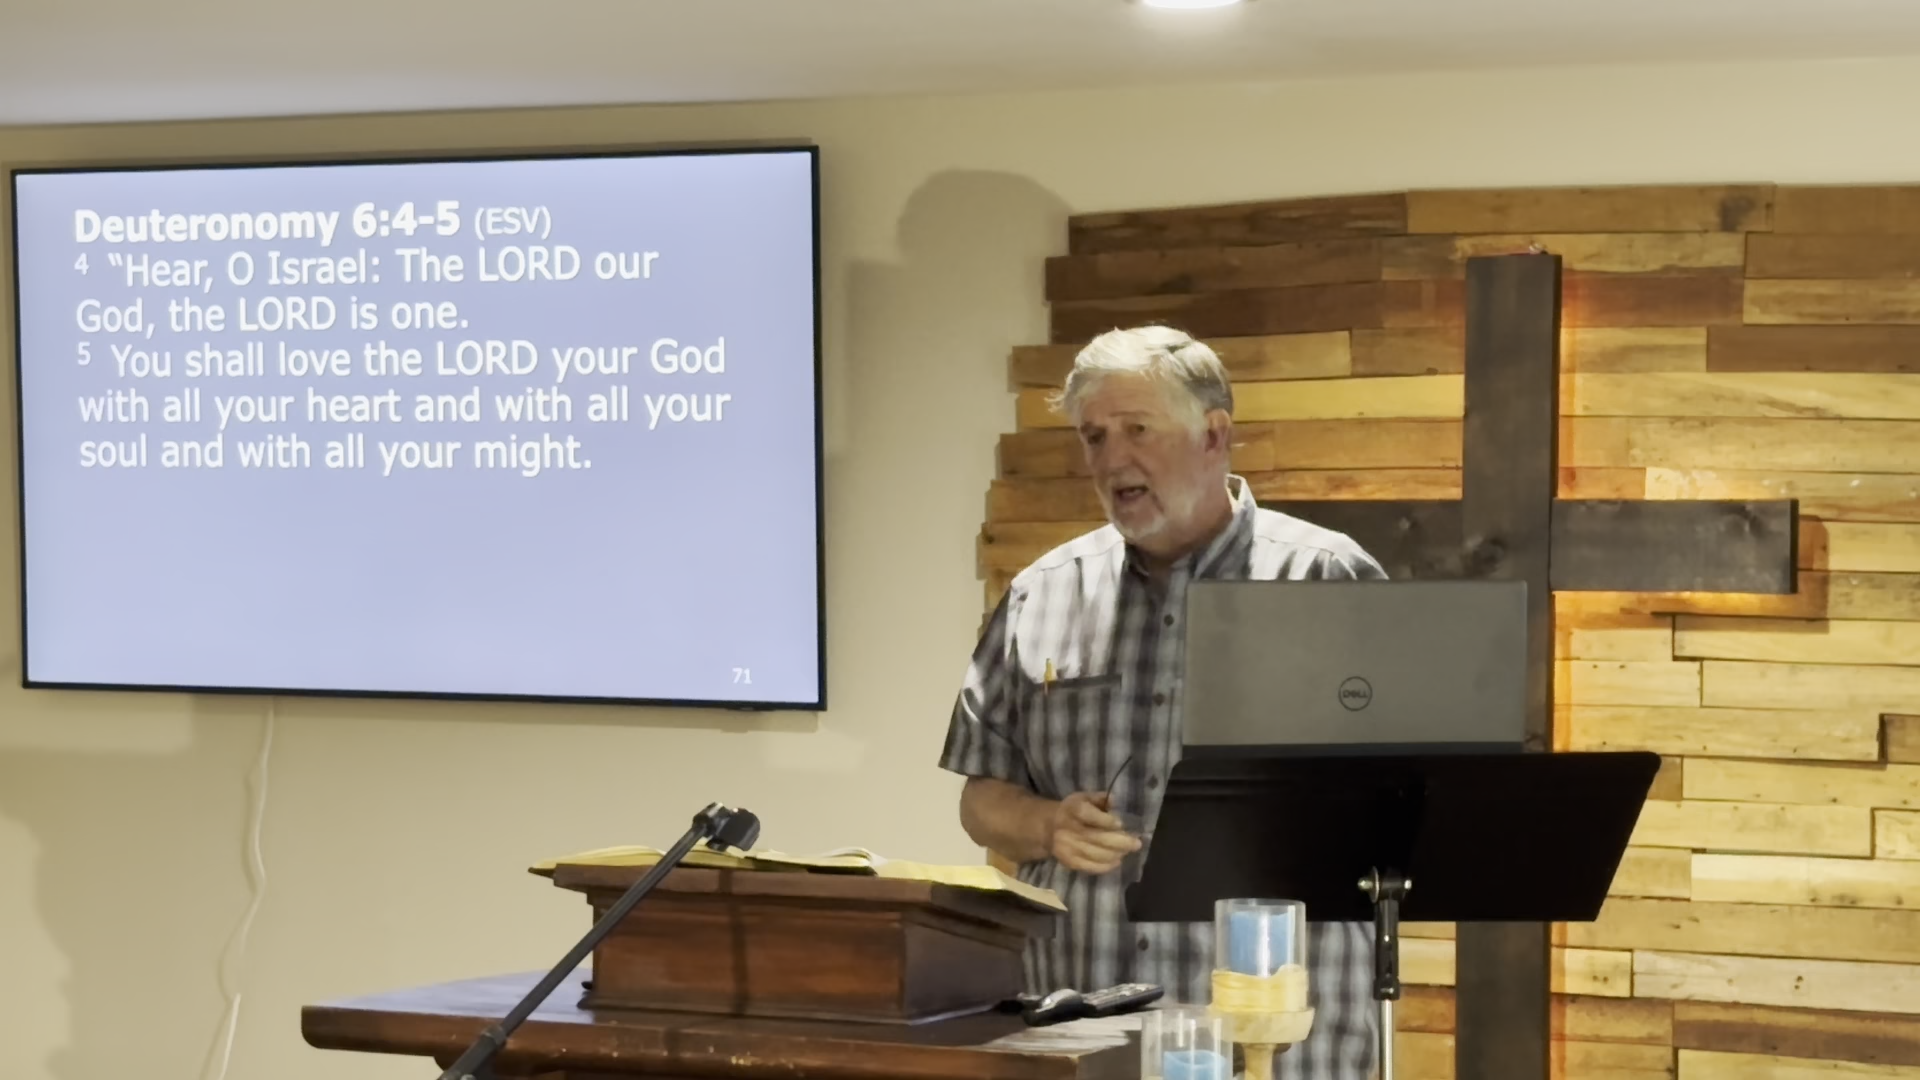 Deuteronomy 6:4-5 (ESV)
4 “Hear, O Israel: The LORD our
God, the LORD is one.
5 You shall love the LORD your God
with all your heart and with all your
soul and with all your might.
71
DELL